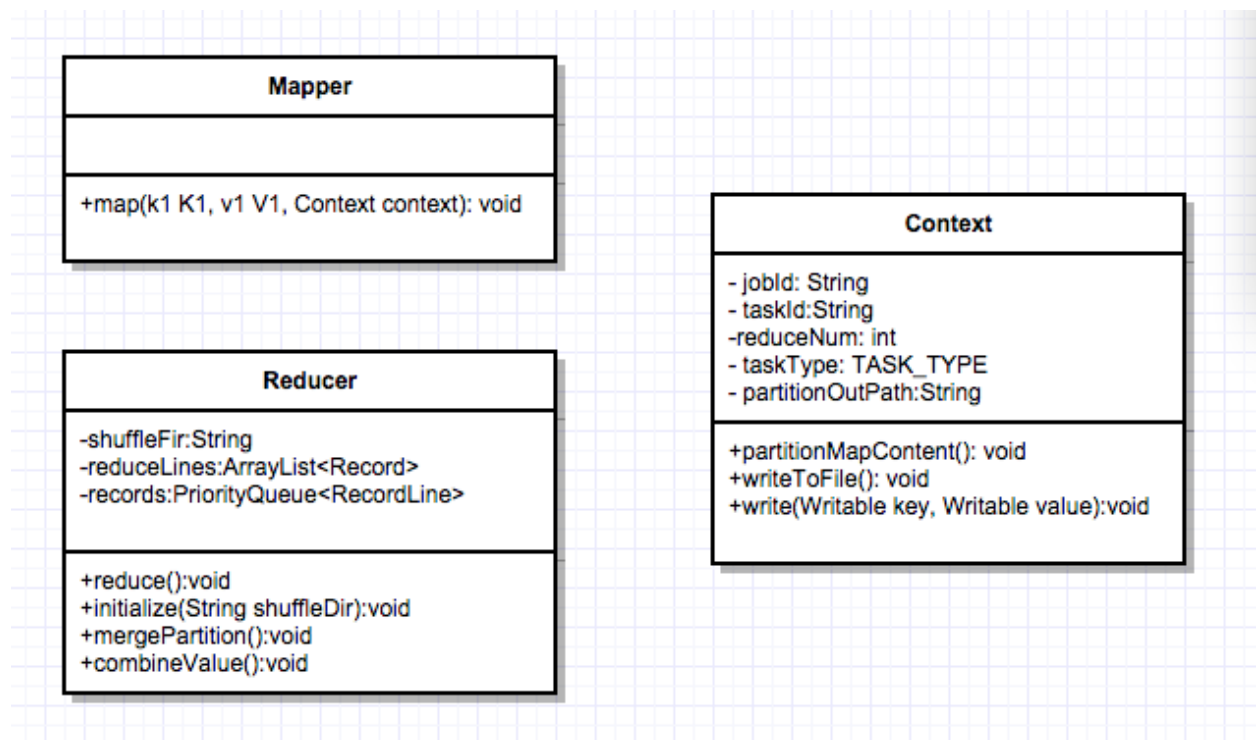 Mapper
+map(k1 K1, v1 V1, Context context): void
Reducer
-shuffleFir:String
-reduceLines:ArrayList<Record>
-records:PriorityQueue<RecordLine>
+reduce():void
+initialize(String shuffleDir):void
+mergePartition():void
+combineValue():void
Context
- jobId: String
- taskId:String
-reduceNum: int
- taskType: TASK_TYPE
- partitionOutPath:String
+partitionMapContent(): void
+writeToFile(): void
+write(Writable key, Writable value):void